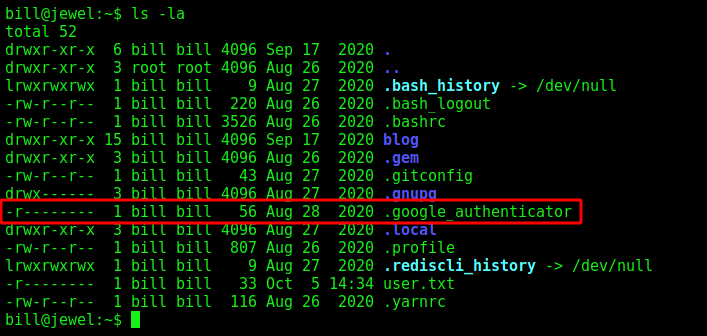 bill@jewel:~$ ls -la
total 52
drwxr-xr-x  6 bill bill 4096 Sep 17  2020 .
drwxr-xr-x  3 root root 4096 Aug 26  2020 ..
lrwxrwxrwx  1 bill bill    9 Aug 27  2020 .bash_history -> /dev/null
-rw-r--r--  1 bill bill  220 Aug 26  2020 .bash_logout
-rw-r--r--  1 bill bill 3526 Aug 26  2020 .bashrc
drwxr-xr-x 15 bill bill 4096 Sep 17  2020 blog
drwxr-xr-x  3 bill bill 4096 Aug 26  2020 .gem
-rw-r--r--  1 bill bill   43 Aug 27  2020 .gitconfig
drwx------  3 bill bill 4096 Aug 27  2020 .gnupg
-r--------  1 bill bill   56 Aug 28  2020 .google_authenticator
drwxr-xr-x  3 bill bill 4096 Aug 27  2020 .local
-rw-r--r--  1 bill bill  807 Aug 26  2020 .profile
lrwxrwxrwx  1 bill bill    9 Aug 27  2020 .rediscli_history -> /dev/null
-r--------  1 bill bill   33 Oct  5 14:34 user.txt
-rw-r--r--  1 bill bill  116 Aug 26  2020 .yarnrc
bill@jewel:~$